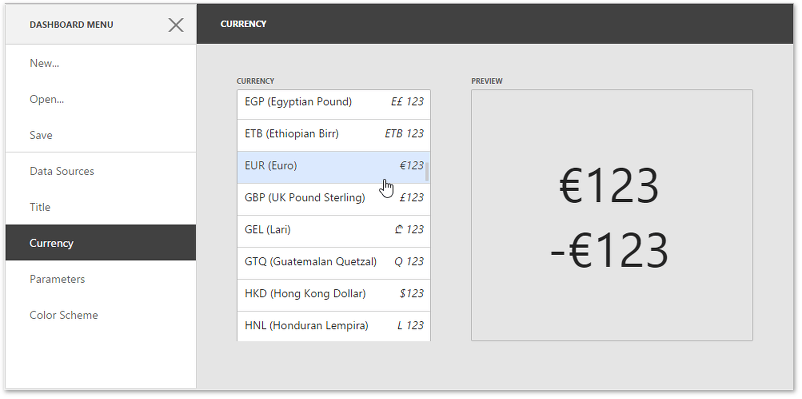 DASHBOARD MENU
New...
Open...
Save
Data Sources
Title
Currency
Parameters
Color Scheme
CURRENCY
CURRENCY
EGP (Egyptian Pound) E£ 123
ETB (Ethiopian Birr) ETB 123
EUR (Euro) €123
GBP (UK Pound Sterling) £123
GEL (Lari) ₾ 123
GTQ (Guatemalan Quetzal) Q 123
HKD (Hong Kong Dollar) $123
HNL (Honduran Lempira) L 123
PREVIEW
€123
-€123